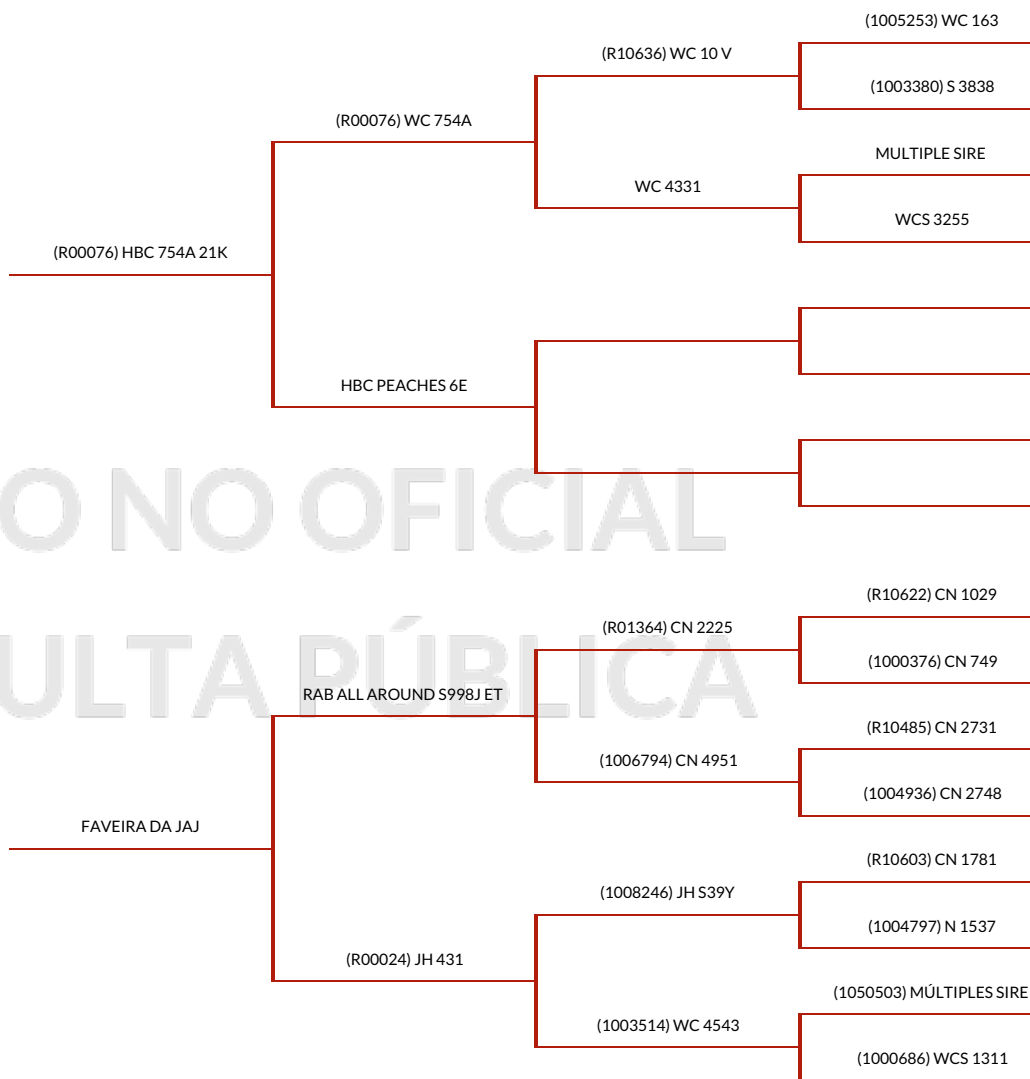 (1005253) WC 163
(R10636) WC 10 V
(1003380) S 3838
(R00076) WC 754A
MULTIPLE SIRE
WC 4331
WCS 3255
(R00076) HBC 754A 21K
HBC PEACHES 6E
O NO OFICIAL
(R10622) CN 1029
(R01364) CN 2225
(1000376) CN 749
ULTA PÚBLICA
RAB ALL AROUND S998J ET
(R10485) CN 2731
(1006794) CN 4951
(1004936) CN 2748
FAVEIRA DA JAJ
(R10603) CN 1781
(1008246) JH S39Y
(1004797) N 1537
(R00024) JH 431
(1050503) MÚLTIPLES SIRE
(1003514) WC 4543
(1000686) WCS 1311